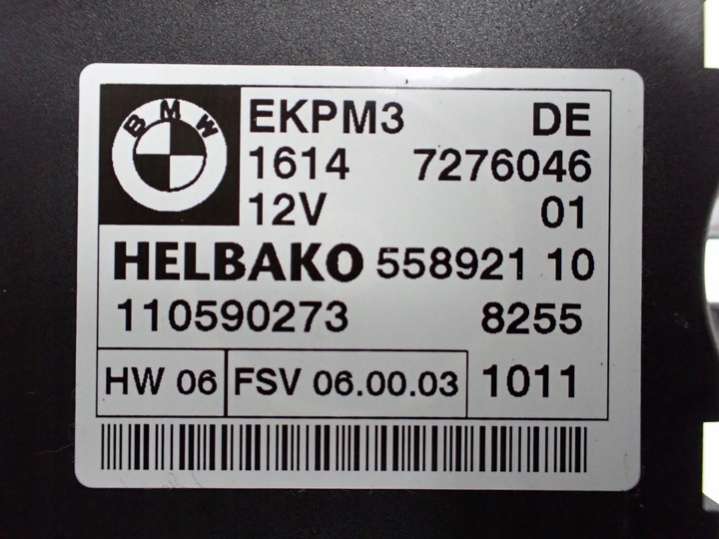 BMW
EKPM3 DE
1614 7276046
12V 01
HELBAKO 558921 10
110590273 8255
HW 06 FSV 06.00.03 1011